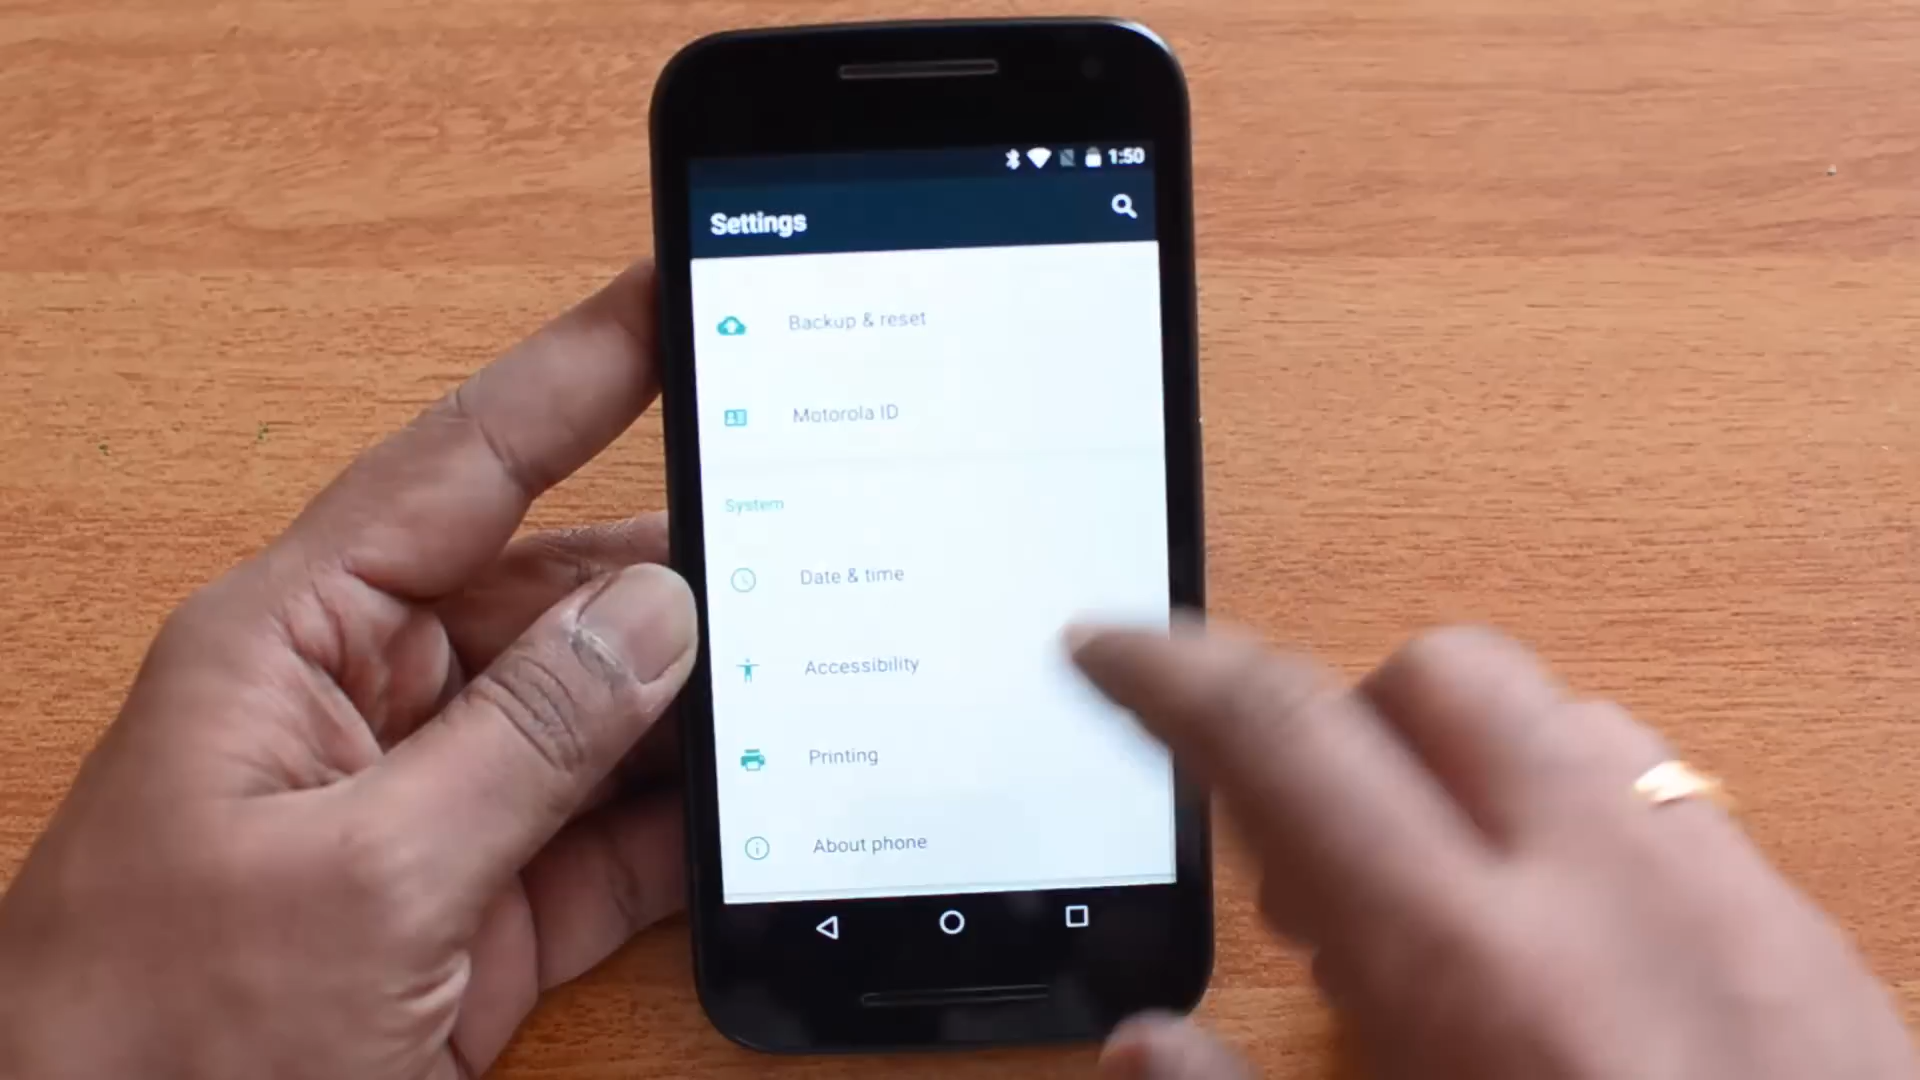 1:50
Settings
Backup & reset
Motorola ID
System
Date & time
Accessibility
Printing
About phone